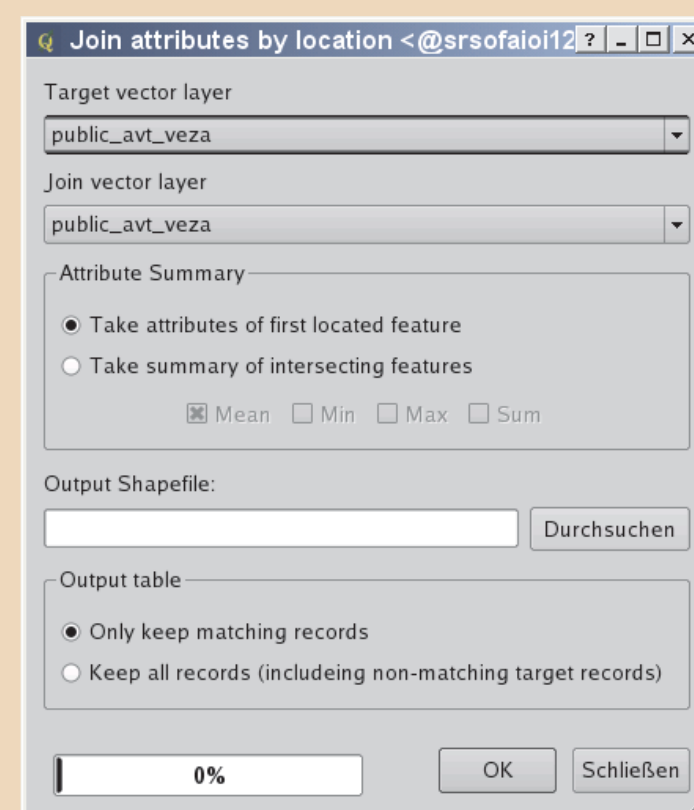 Join attributes by location <@srsofaioi12
Target vector layer
public_avt_veza
Join vector layer
public_avt_veza
Attribute Summary
Take attributes of first located feature
Take summary of intersecting features
Mean Min Max Sum
Output Shapefile:
Durchsuchen
Output table
Only keep matching records
Keep all records (includeing non-matching target records)
0% OK Schließen